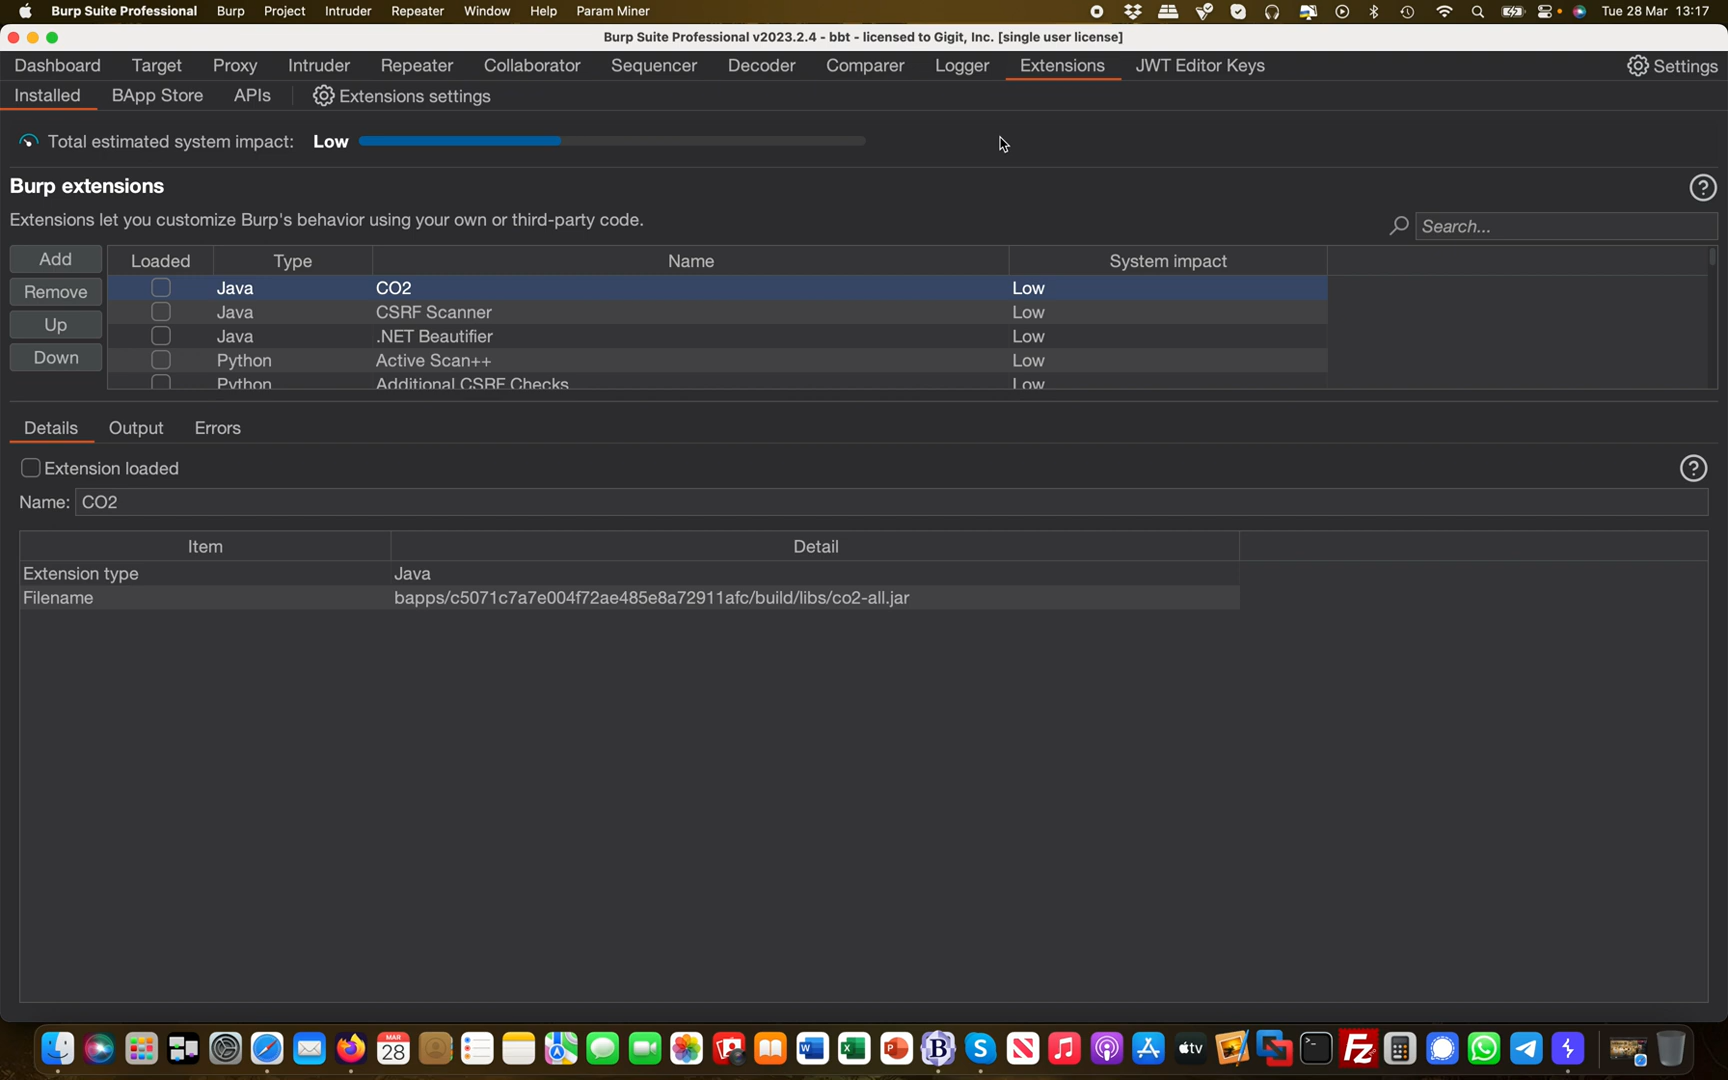 Burp Suite Professional Burp Project Intruder Repeater Window Help Param Miner Tue 28 Mar 13:17
Burp Suite Professional v2023.2.4 - bbt - licensed to Gigit, Inc. [single user license]
Dashboard Target Proxy Intruder Repeater Collaborator Sequencer Decoder Comparer Logger Extensions JWT Editor Keys Settings
Installed BApp Store APIs Extensions settings
Total estimated system impact: Low
Burp extensions
Extensions let you customize Burp's behavior using your own or third-party code.
Search...
Add Loaded Type Name System impact
Remove Java CO2 Low
Java CSRF Scanner Low
Up Java .NET Beautifier Low
Down Python Active Scan++ Low
Python Additional CSRF Checks Low
Details Output Errors
Extension loaded
Name: CO2
Item Detail
Extension type Java
Filename bapps/c5071c7a7e004f72ae485e8a72911afc/build/libs/co2-all.jar
MAR
28
tv